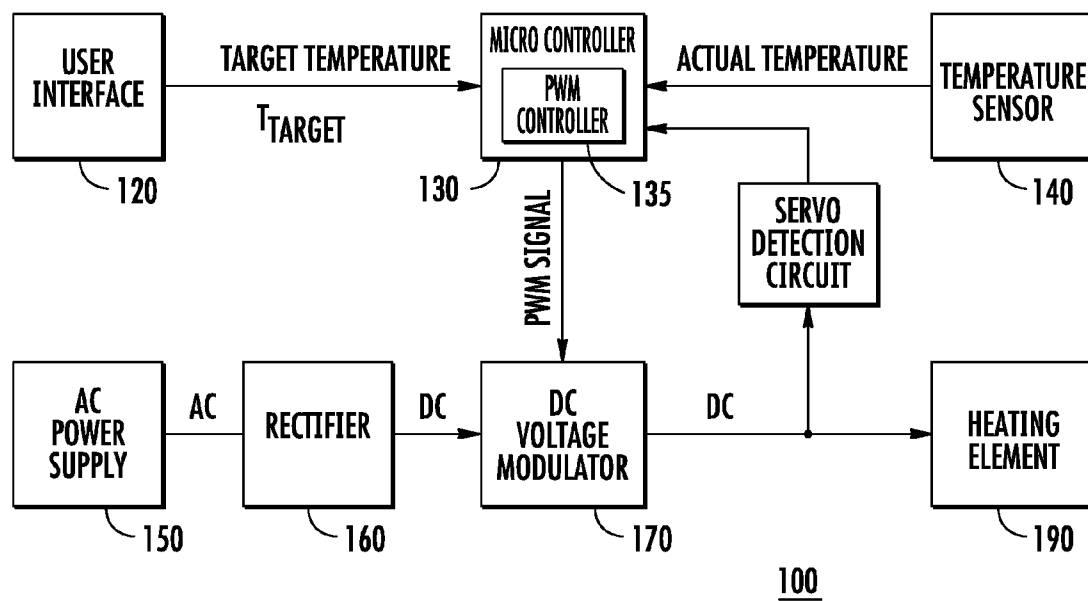 USER
INTERFACE
120
TARGET TEMPERATURE
TTARGET
MICRO CONTROLLER
PWM
CONTROLLER
130
135
ACTUAL TEMPERATURE
TEMPERATURE
SENSOR
140
PWM SIGNAL
SERVO
DETECTION
CIRCUIT
AC
POWER
SUPPLY
150
AC
RECTIFIER
160
DC
DC
VOLTAGE
MODULATOR
170
DC
HEATING
ELEMENT
190
100